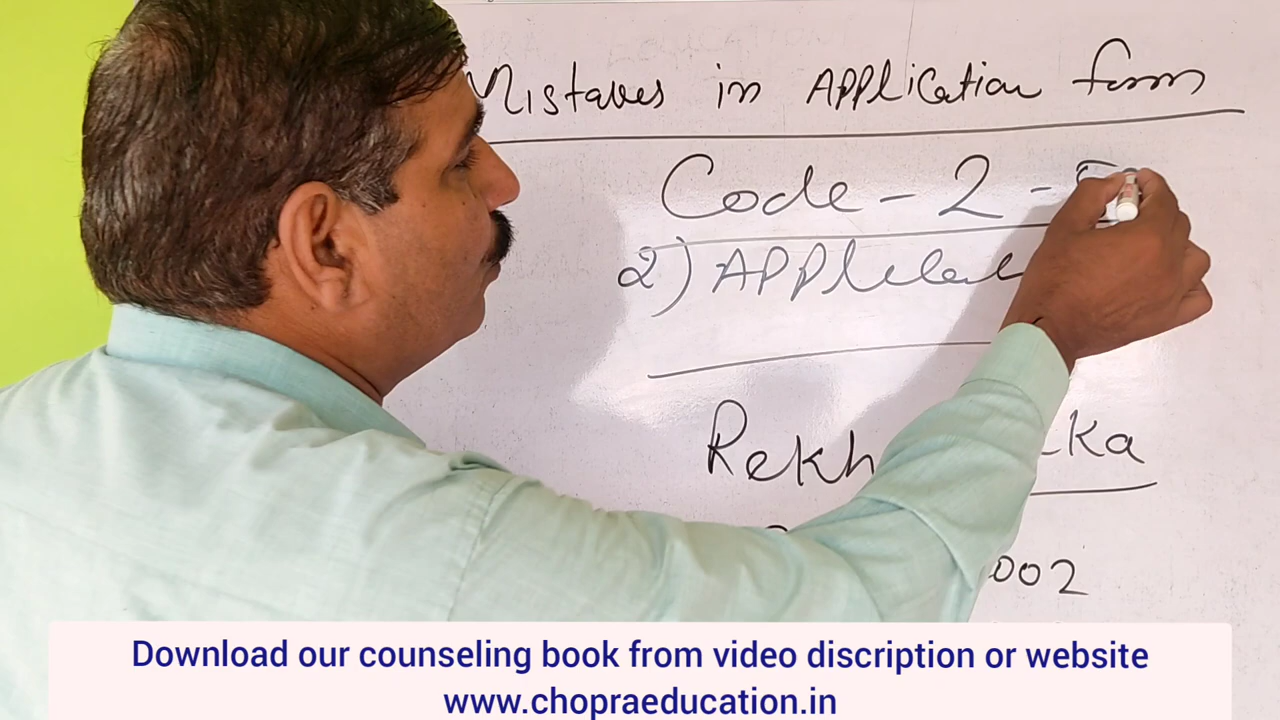 Mistakes in Application form
Code - 2 -
2)
Rekh ka
002
Download our counseling book from video discription or website
www.chopraeducation.in